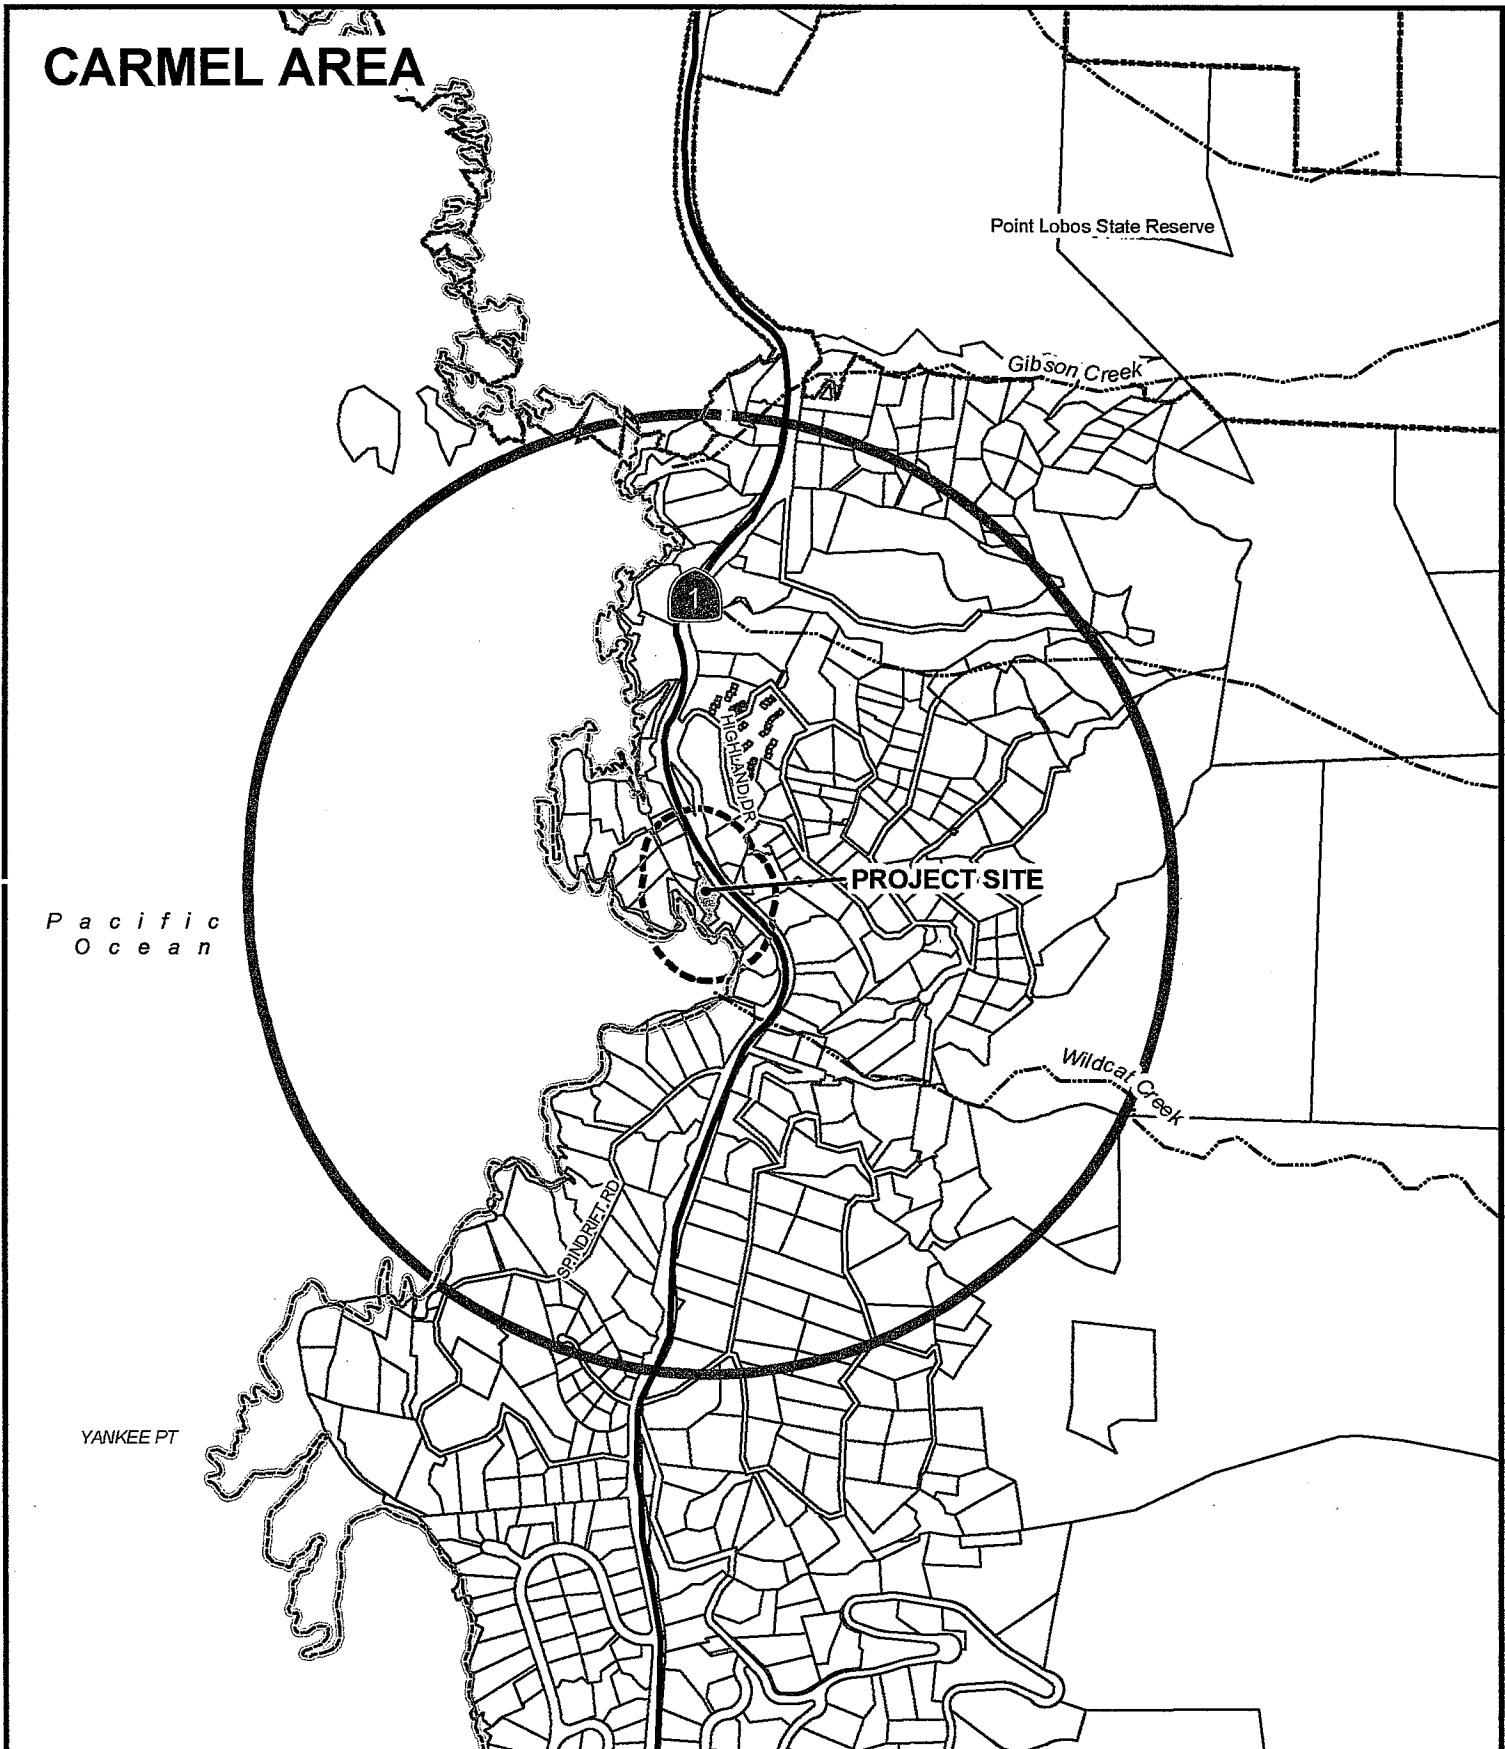 CARMEL AREA
Point Lobos State Reserve
Gibson Creek
1
HIGHLAND DR
PROJECT SITE
Pacific
Ocean
Wildcat Creek
SPINDRIFT RD
YANKEE PT